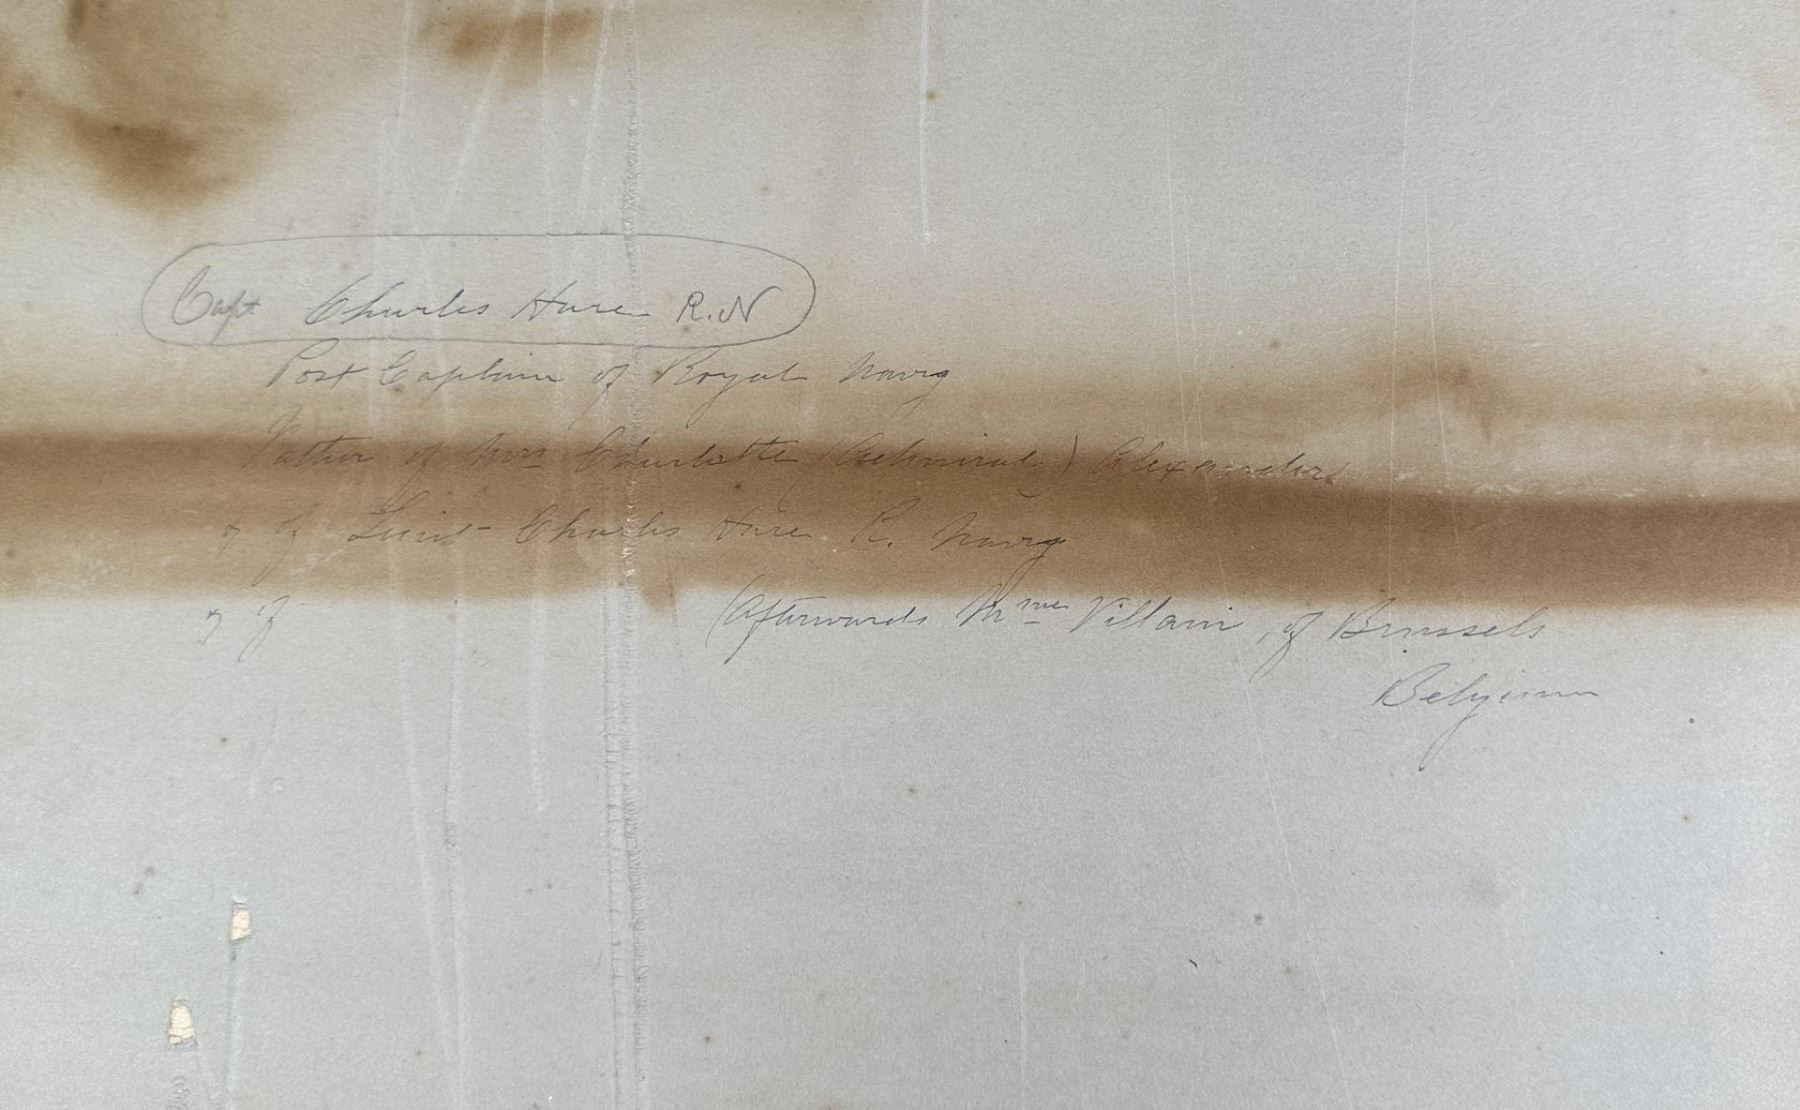 Capt Charles Hare R.N
Post Captain of Royal Navy
Father of Mrs Charlotte (Admiral) Alexander
& of Lieut Charles Hare R. Navy
& of (Afterwards Mme Villain, of Brussels
Belgium